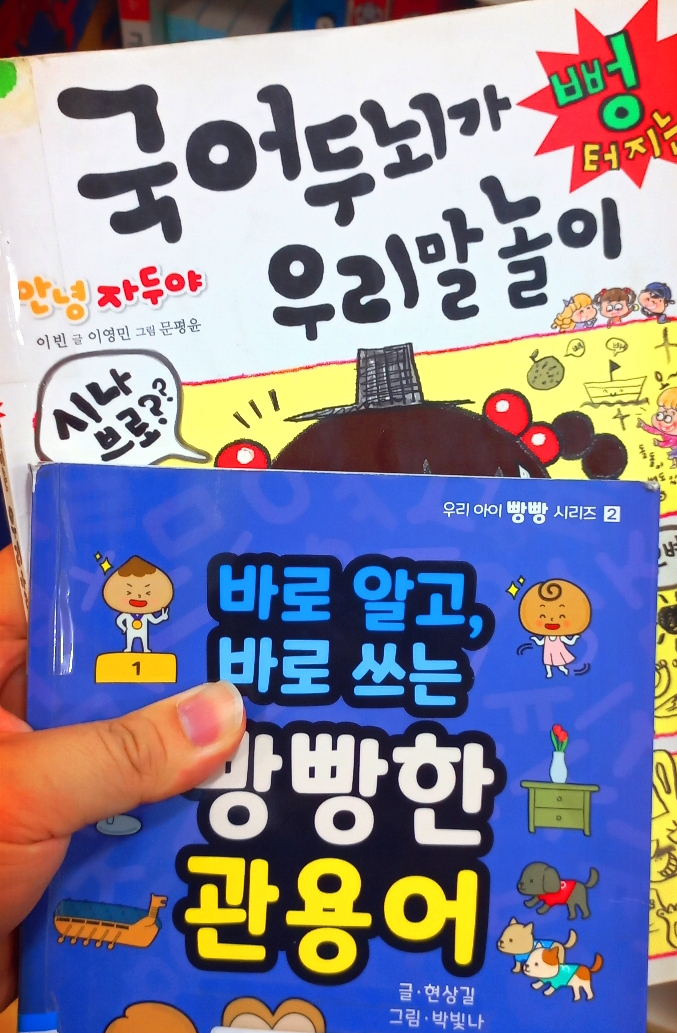 국어두뇌가
뻥
터지는
우리말 놀이
안녕 자두야
이빈 글 이영민 그림 문평윤
시나
브로??
우리 아이 빵빵 시리즈 2
바로 알고,
바로 쓰는
1
빵빵한
관용어
글·현상길
그림·박빛나